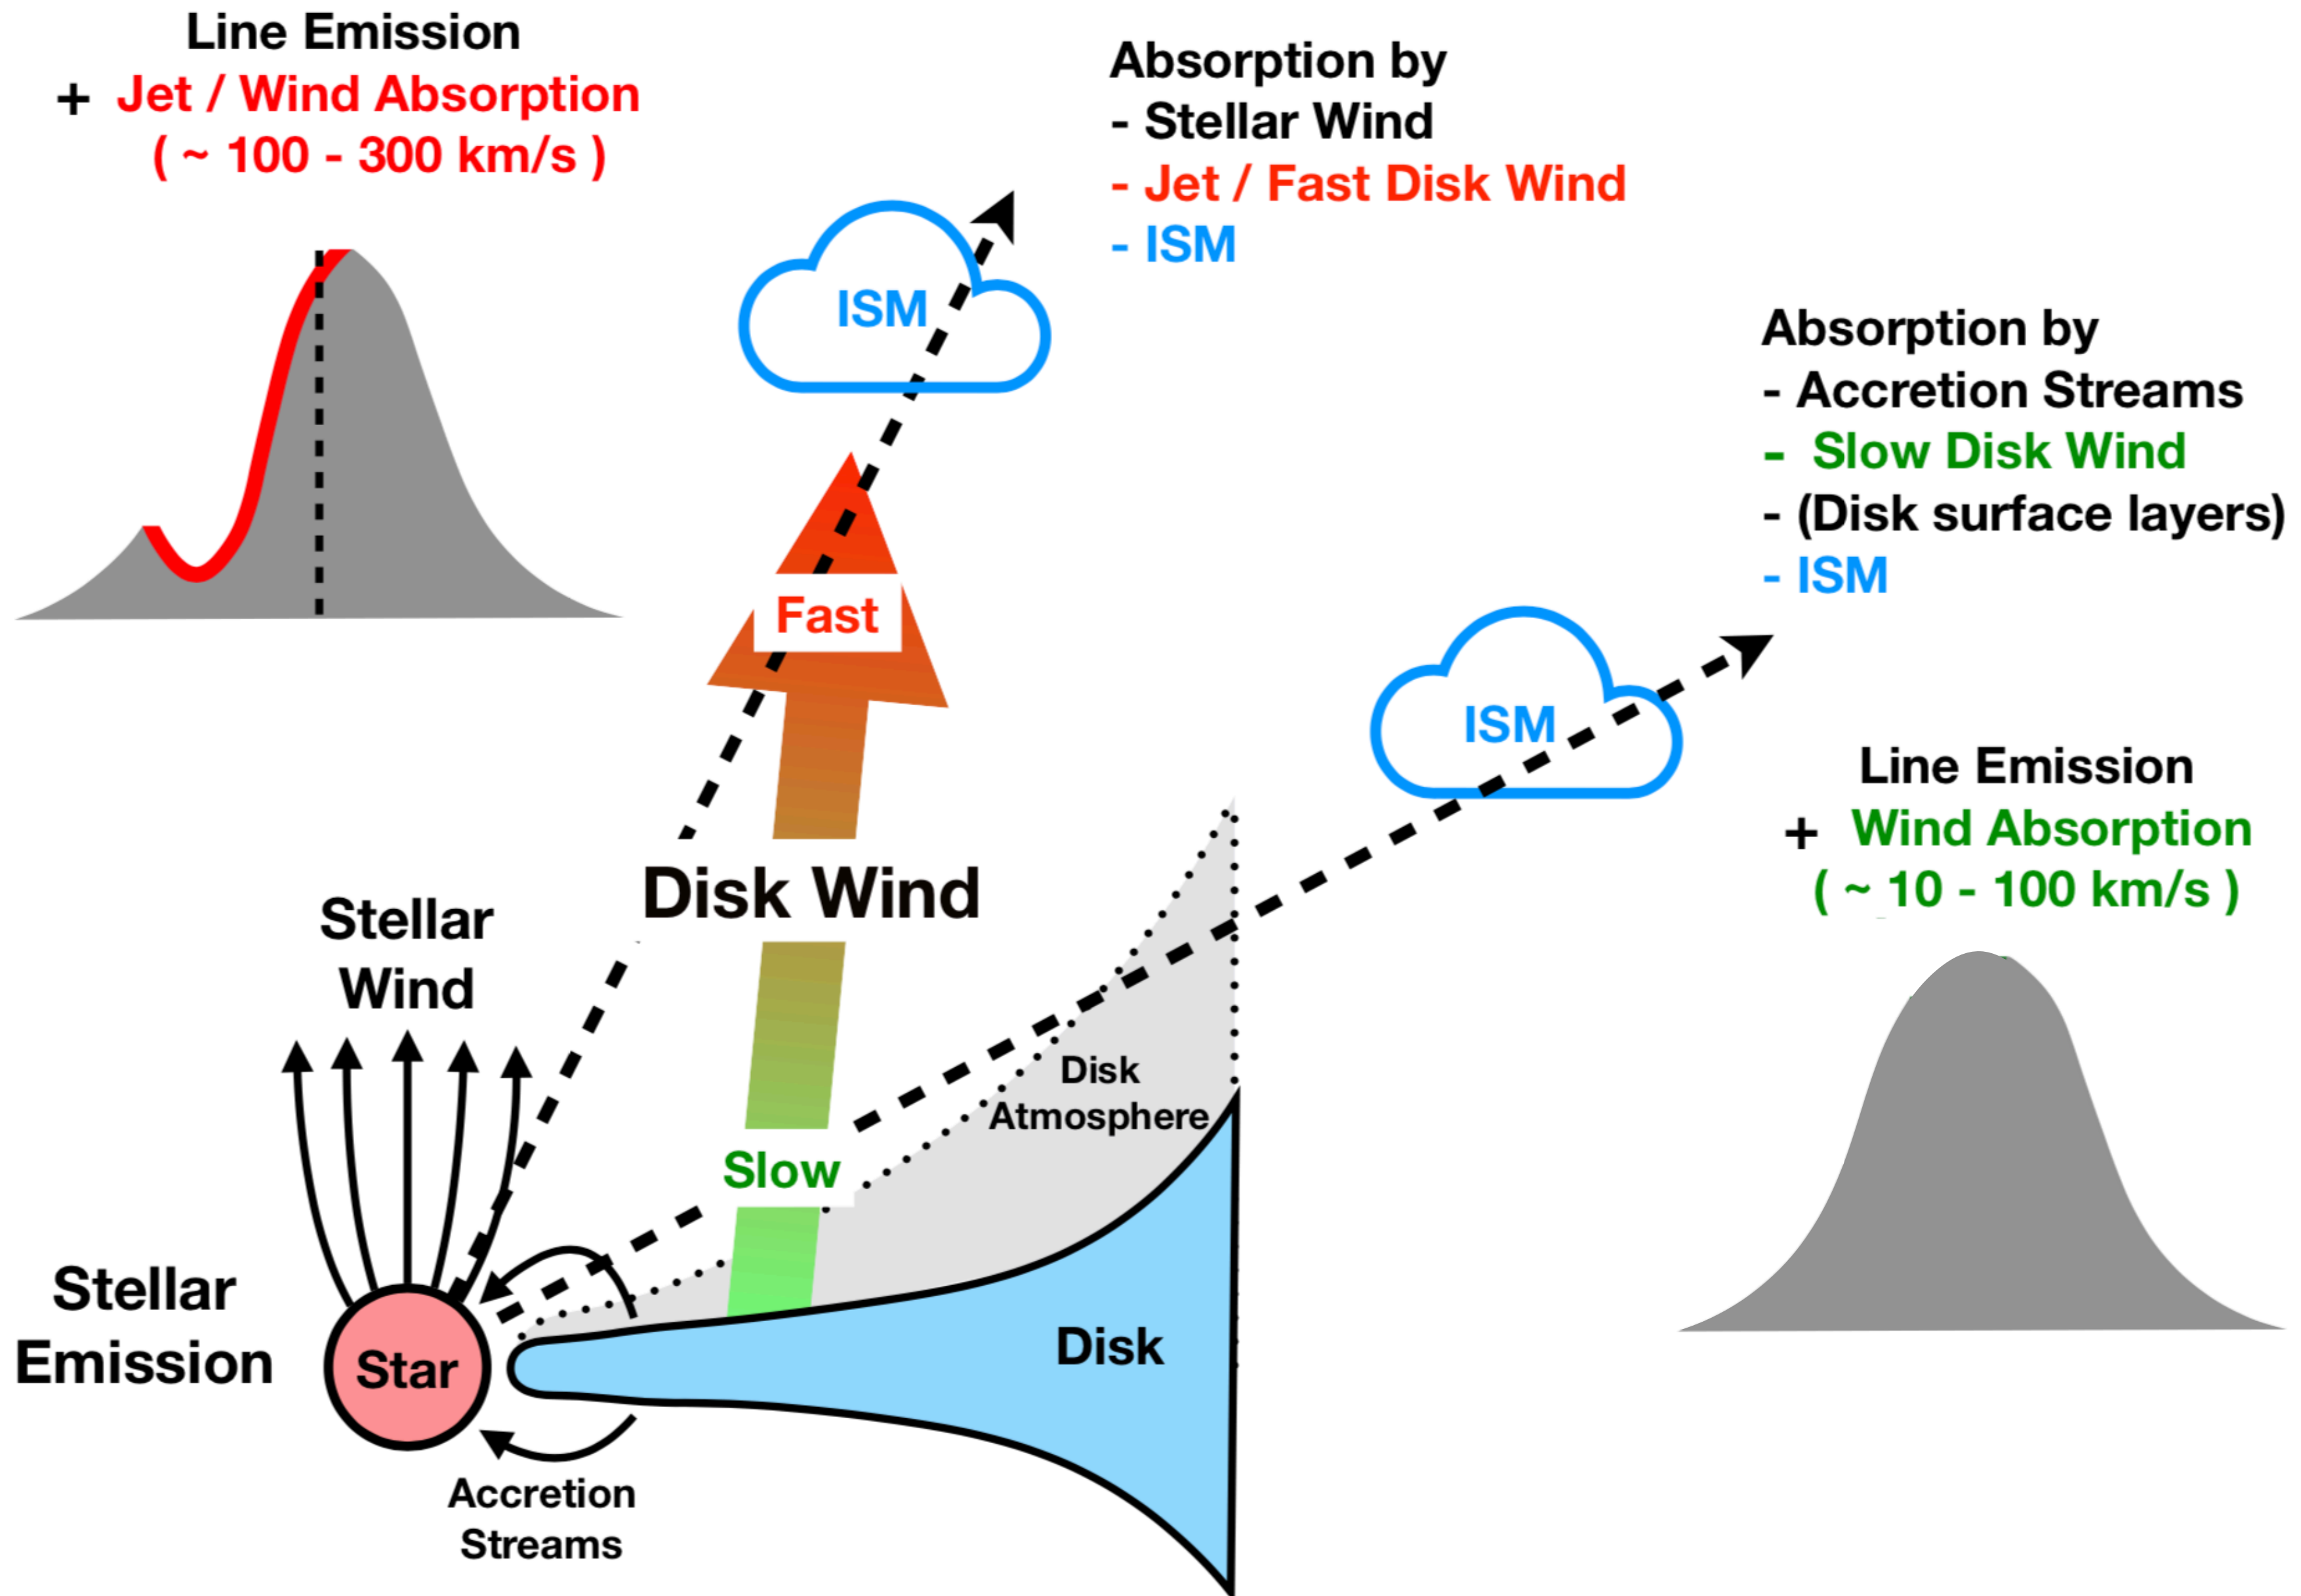 Line Emission
+ Jet / Wind Absorption
( ~ 100 - 300 km/s )
Absorption by
- Stellar Wind
- Jet / Fast Disk Wind
- ISM
ISM
Absorption by
- Accretion Streams
- Slow Disk Wind
- (Disk surface layers)
- ISM
Fast
ISM
Line Emission
+ Wind Absorption
( ~ 10 - 100 km/s )
Disk Wind
Stellar
Wind
Disk
Atmosphere
Slow
Stellar
Emission
Star
Disk
Accretion
Streams